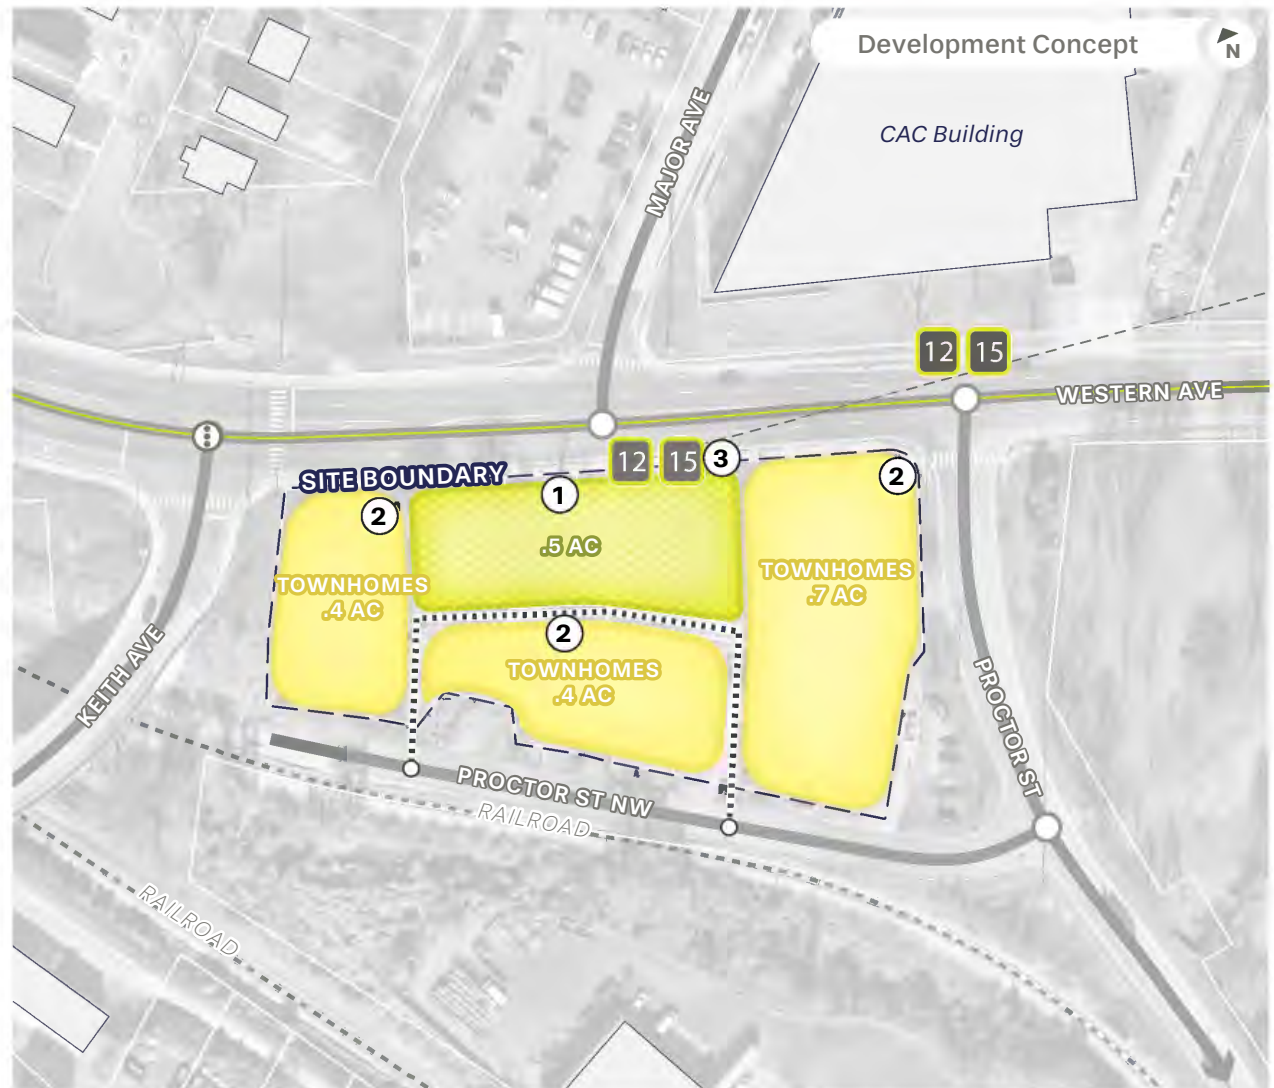 Development Concept
N
CAC Building
MAJOR AVE
12 15
WESTERN AVE
12 15 3
SITE BOUNDARY
1
2
2
.5 AC
TOWNHOMES
.4 AC
TOWNHOMES
.7 AC
2
TOWNHOMES
.4 AC
KEITH AVE
PROCTOR ST
PROCTOR ST NW
RAILROAD
RAILROAD